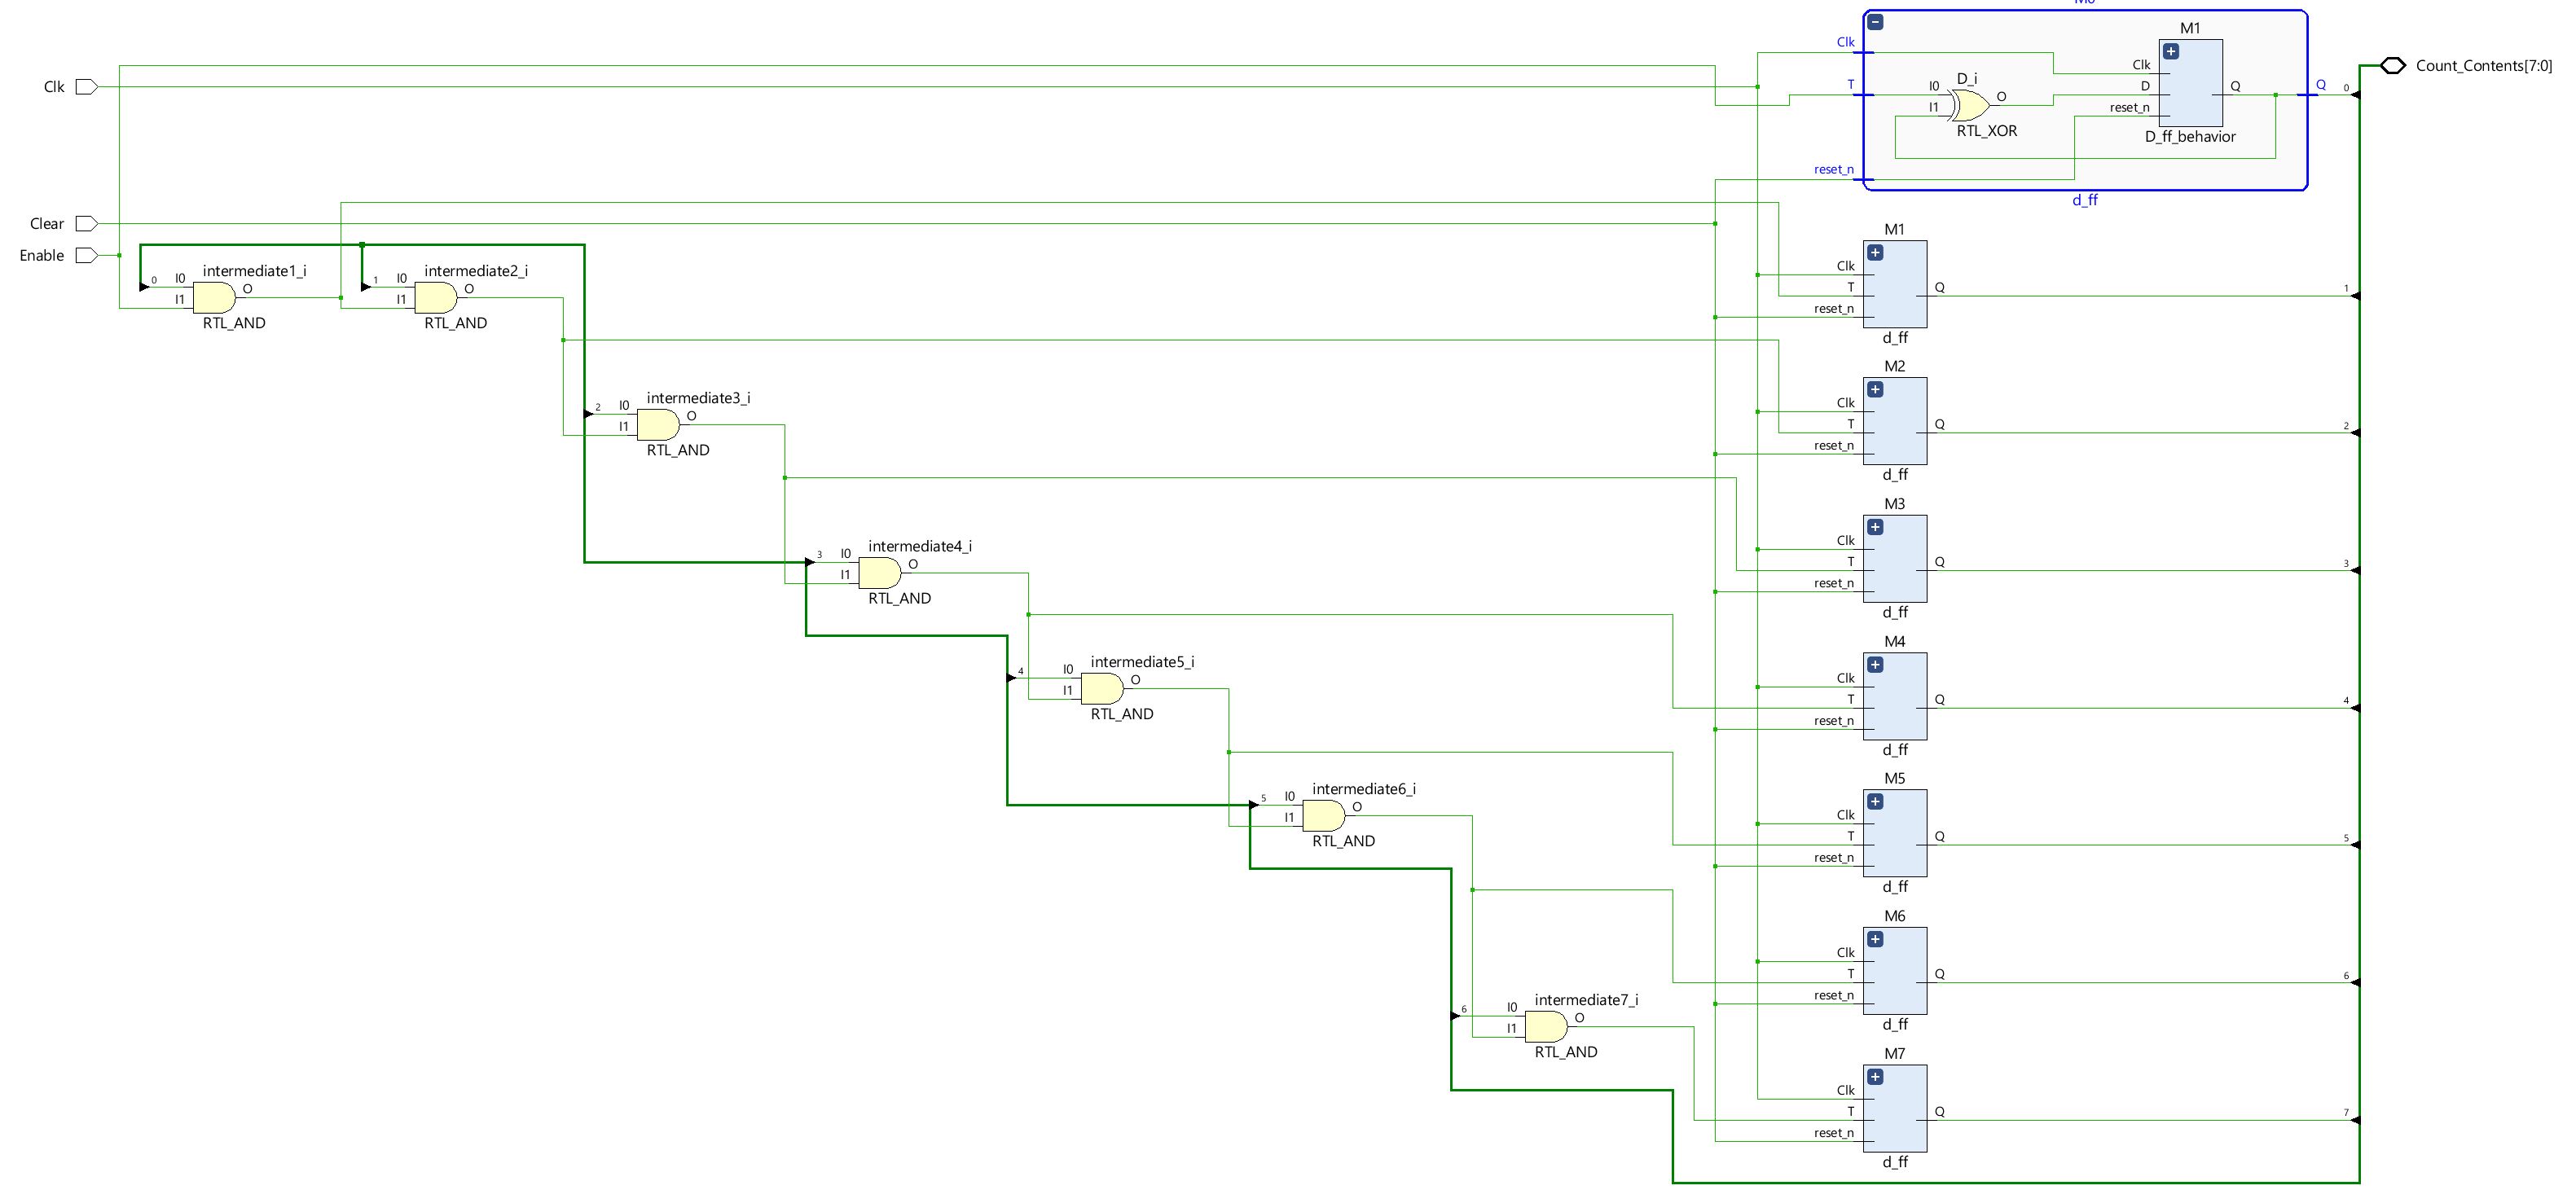 M0
M1
Clk
Clk
T
D_i
I0
I1
O
RTL_XOR
Clk
D
reset_n
Q
D_ff_behavior
Q
0
Count_Contents[7:0]
reset_n
d_ff
Clear
Enable
0
I0
I1
intermediate1_i
O
RTL_AND
1
I0
I1
intermediate2_i
O
RTL_AND
M1
Clk
T
reset_n
Q
1
d_ff
M2
Clk
T
reset_n
Q
2
d_ff
2
I0
I1
intermediate3_i
O
RTL_AND
M3
Clk
T
reset_n
Q
3
d_ff
3
I0
I1
intermediate4_i
O
RTL_AND
M4
Clk
T
reset_n
Q
4
d_ff
4
I0
I1
intermediate5_i
O
RTL_AND
M5
Clk
T
reset_n
Q
5
d_ff
5
I0
I1
intermediate6_i
O
RTL_AND
M6
Clk
T
reset_n
Q
6
d_ff
6
I0
I1
intermediate7_i
O
RTL_AND
M7
Clk
T
reset_n
Q
7
d_ff